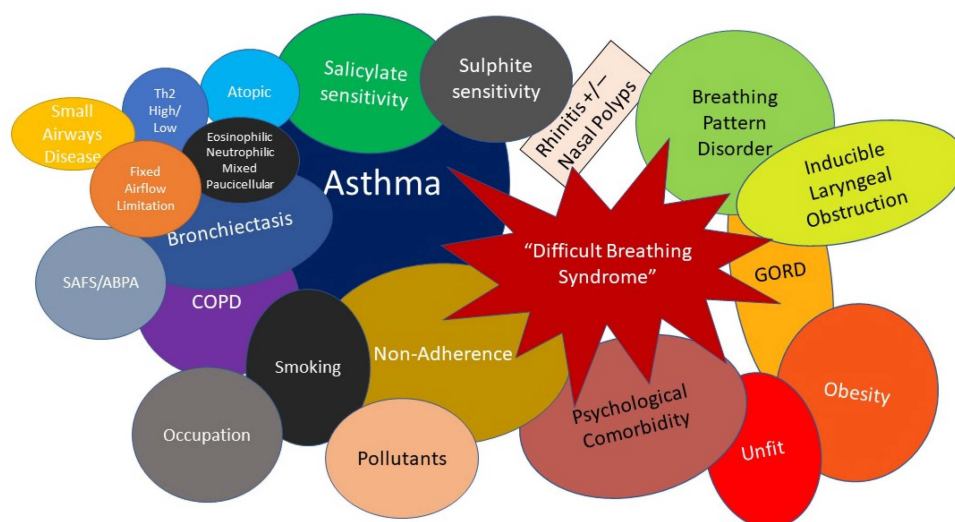 Salicylate
sensitivity
Sulphite
sensitivity
Rhinitis +/–
Nasal Polyps
Breathing
Pattern
Disorder
Inducible
Laryngeal
Obstruction
Small
Airways
Disease
Th2
High/
Low
Atopic
Eosinophilic
Neutrophilic
Mixed
Paucicellular
Fixed
Airflow
Limitation
Asthma
Bronchiectasis
"Difficult Breathing
Syndrome"
GORD
SAFS/ABPA
COPD
Smoking
Non-Adherence
Psychological
Comorbidity
Obesity
Occupation
Pollutants
Unfit